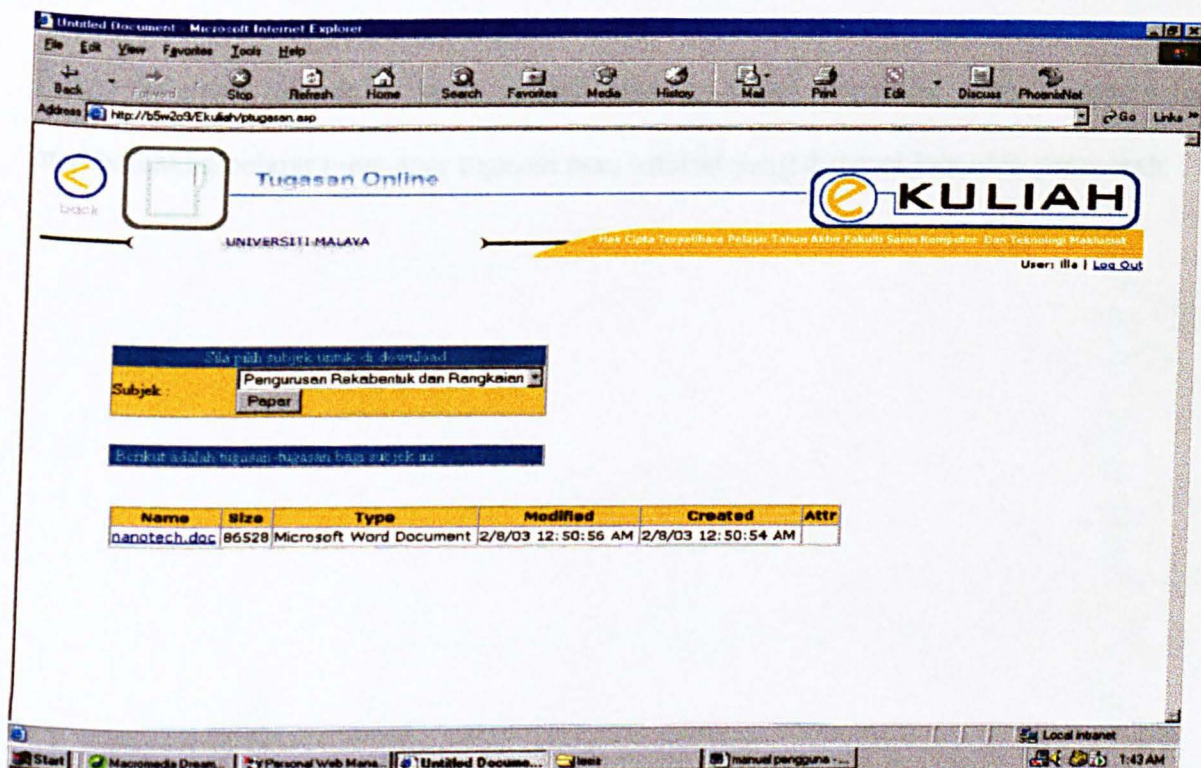 Untitled Document - Microsoft Internet Explorer
File Edit View Favorites Tools Help
Back Forward Stop Refresh Home Search Favorites Media History Mail Print Edit Discuss PhoenixNet
Address http://b5w2o9/Ekuliah/ptugasan.asp Go Links »
back
Tugasan Online
e KULIAH
UNIVERSITI MALAYA
Hak Cipta Terpelihara Pelajar Tahun Akhir Fakulti Sains Komputer Dan Teknologi Maklumat
User: illa | Log Out
Sila pilih subjek untuk di download
Subjek : Pengurusan Rekabentuk dan Rangkaian
Papar
Berikut adalah tugasan-tugasan bagi subjek ini :
Name Size Type Modified Created Attr
nanotech.doc 86528 Microsoft Word Document 2/8/03 12:50:56 AM 2/8/03 12:50:54 AM
Local intranet
Start Macromedia Dream... Personal Web Mana... Untitled Docume... manual pengguna -... 1:43 AM